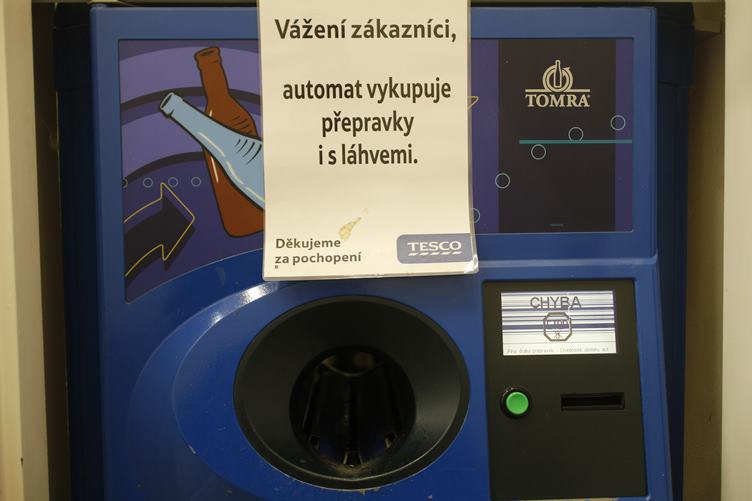 Vážení zákazníci,
automat vykupuje
přepravky
i s láhvemi.
Děkujeme
za pochopení
TESCO
TOMRA
CHYBA